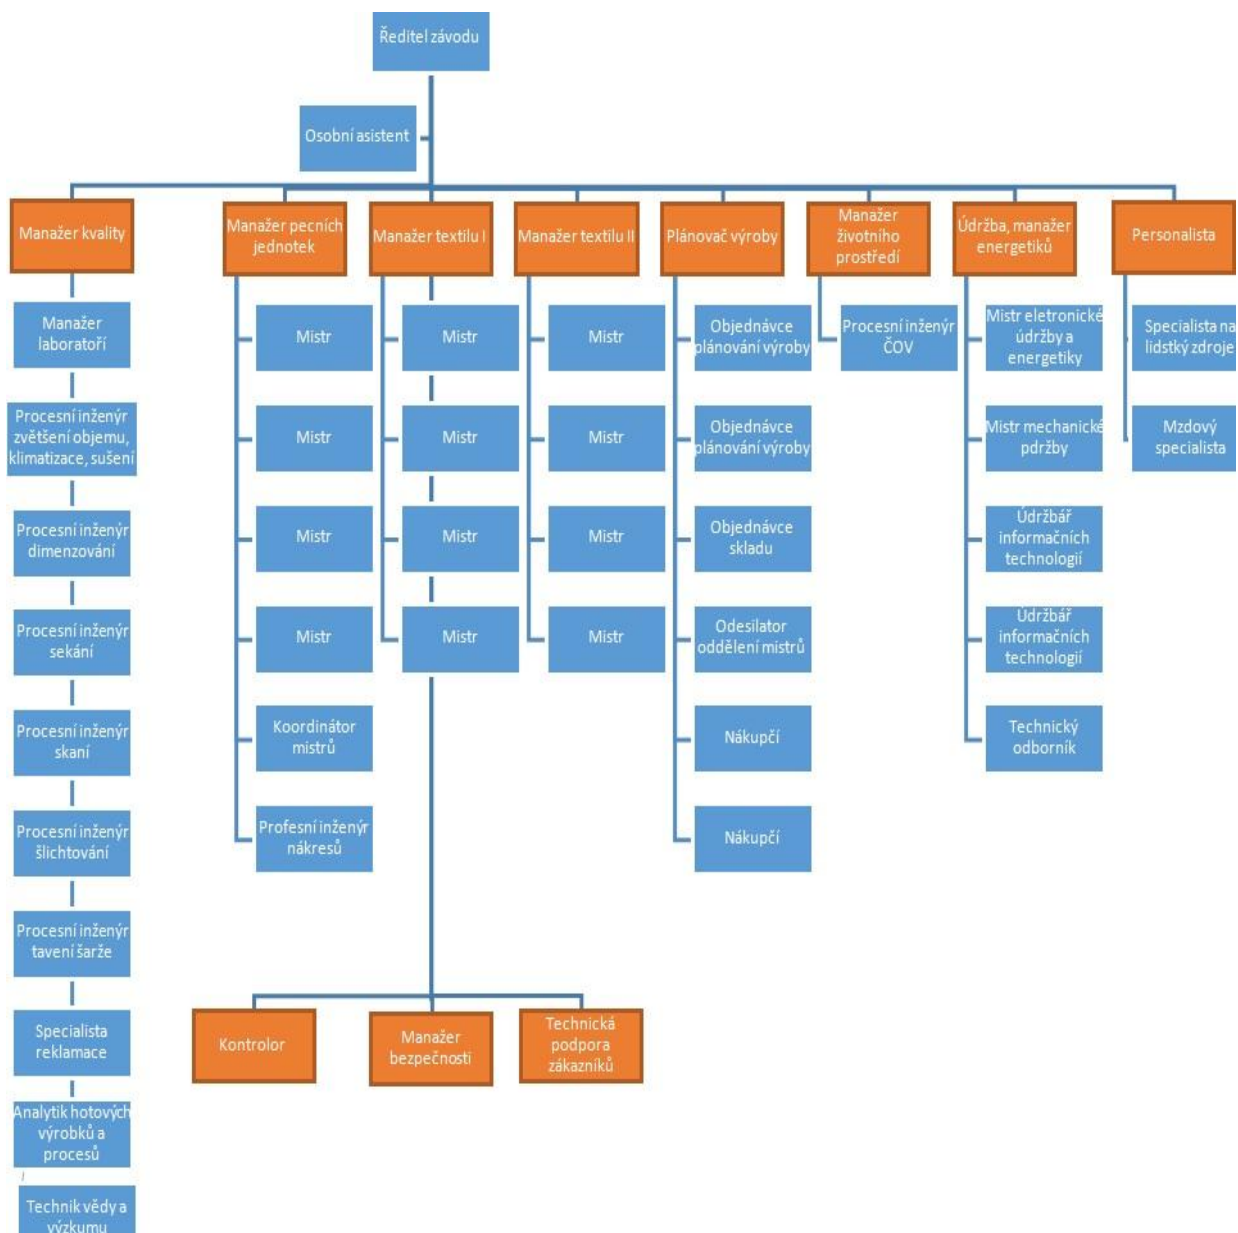 Ředitel závodu
Osobní asistent
Manažer kvality
Manažer pecních
jednotek
Manažer textilu I
Manažer textilu II
Plánovač výroby
Manažer
životního
prostředí
Údržba, manažer
energetiků
Personalista
Manažer
laboratoří
Procesní inženýr
zvětšení objemu,
klimatizace, sušení
Procesní inženýr
dimenzování
Procesní inženýr
sekání
Procesní inženýr
skaní
Procesní inženýr
šlichtování
Procesní inženýr
tavení šarže
Specialista
reklamace
Analytik hotových
výrobků a
procesů
Technik vědy a
výzkumu
Mistr
Mistr
Mistr
Mistr
Koordinátor
mistrů
Profesní inženýr
nákresů
Mistr
Mistr
Mistr
Mistr
Mistr
Mistr
Mistr
Mistr
Objednávce
plánování výroby
Objednávce
plánování výroby
Objednávce
skladu
Odesilator
oddělení mistrů
Nákupčí
Nákupčí
Procesní inženýr
ČOV
Mistr eletronické
údržby a
energetiky
Mistr mechanické
pdržby
Údržbář
informačních
technologií
Údržbář
informačních
technologií
Technický
odborník
Specialista na
lidstký zdroje
Mzdový
specialista
Kontrolor
Manažer
bezpečnosti
Technická
podpora
zákazníků